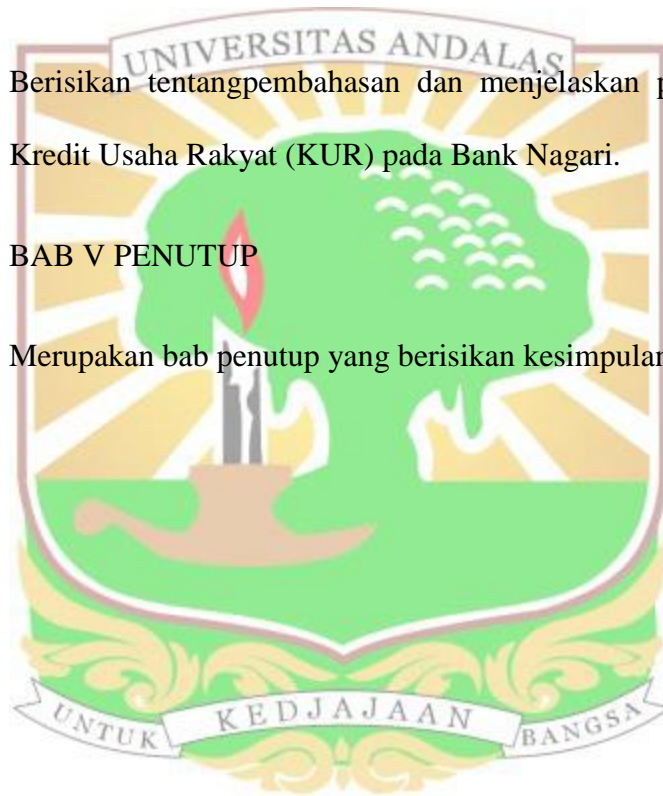 UNIVERSITAS ANDALAS
Berisikan tentangpembahasan dan menjelaskan
Kredit Usaha Rakyat (KUR) pada Bank Nagari.
BAB V PENUTUP
Merupakan bab penutup yang berisikan kesimpulan
UNTUK KEDJAJAAN BANGSA